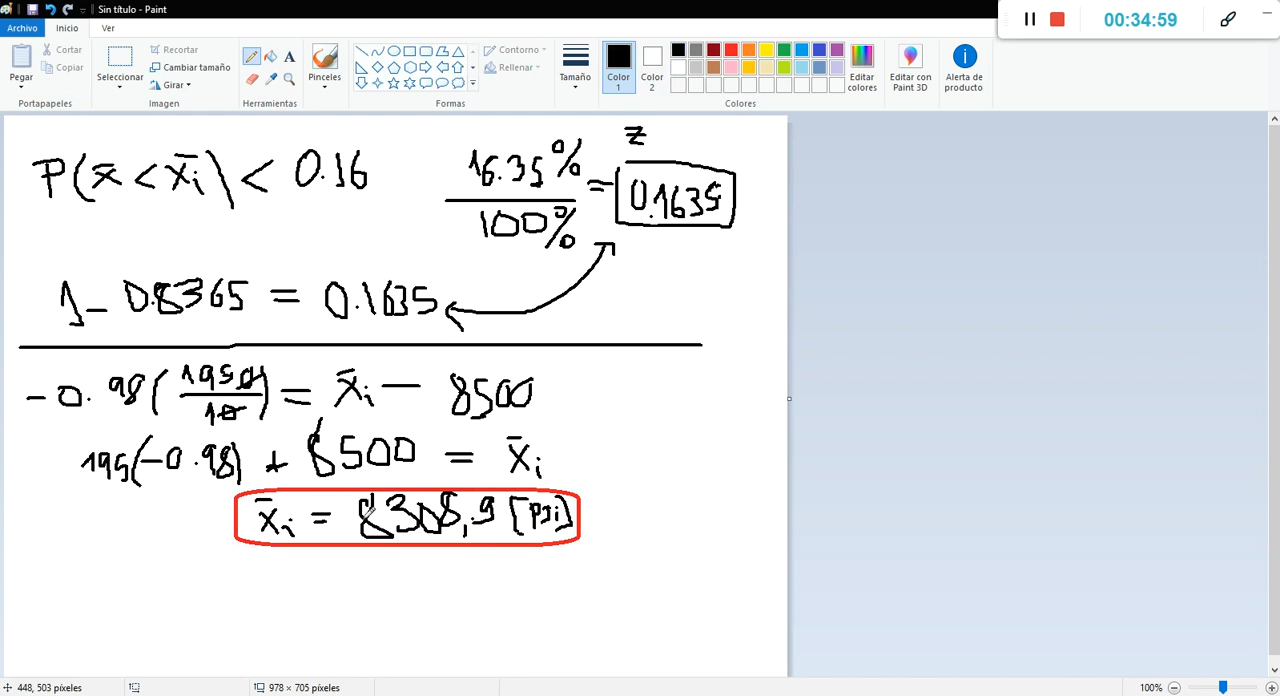 Sin título - Paint
00:34:59
Archivo Inicio Ver
Pegar
Cortar
Copiar
Portapapeles
Seleccionar
Recortar
Cambiar tamaño
Girar
Imagen
A
Herramientas
Pinceles
Contorno
Rellenar
Formas
Tamaño
Color 1
Color 2
Editar colores
Colores
Editar con Paint 3D
Alerta de producto
P(x̄ < x̄i) < 0.16
16.35% / 100% = 0.1635
z
1 - 0.8365 = 0.1635
-0.98(1950/10) = x̄i - 8500
195(-0.98) + 8500 = x̄i
x̄i = 8308,9 [psi]
448, 503 píxeles
978 × 705 píxeles
100%